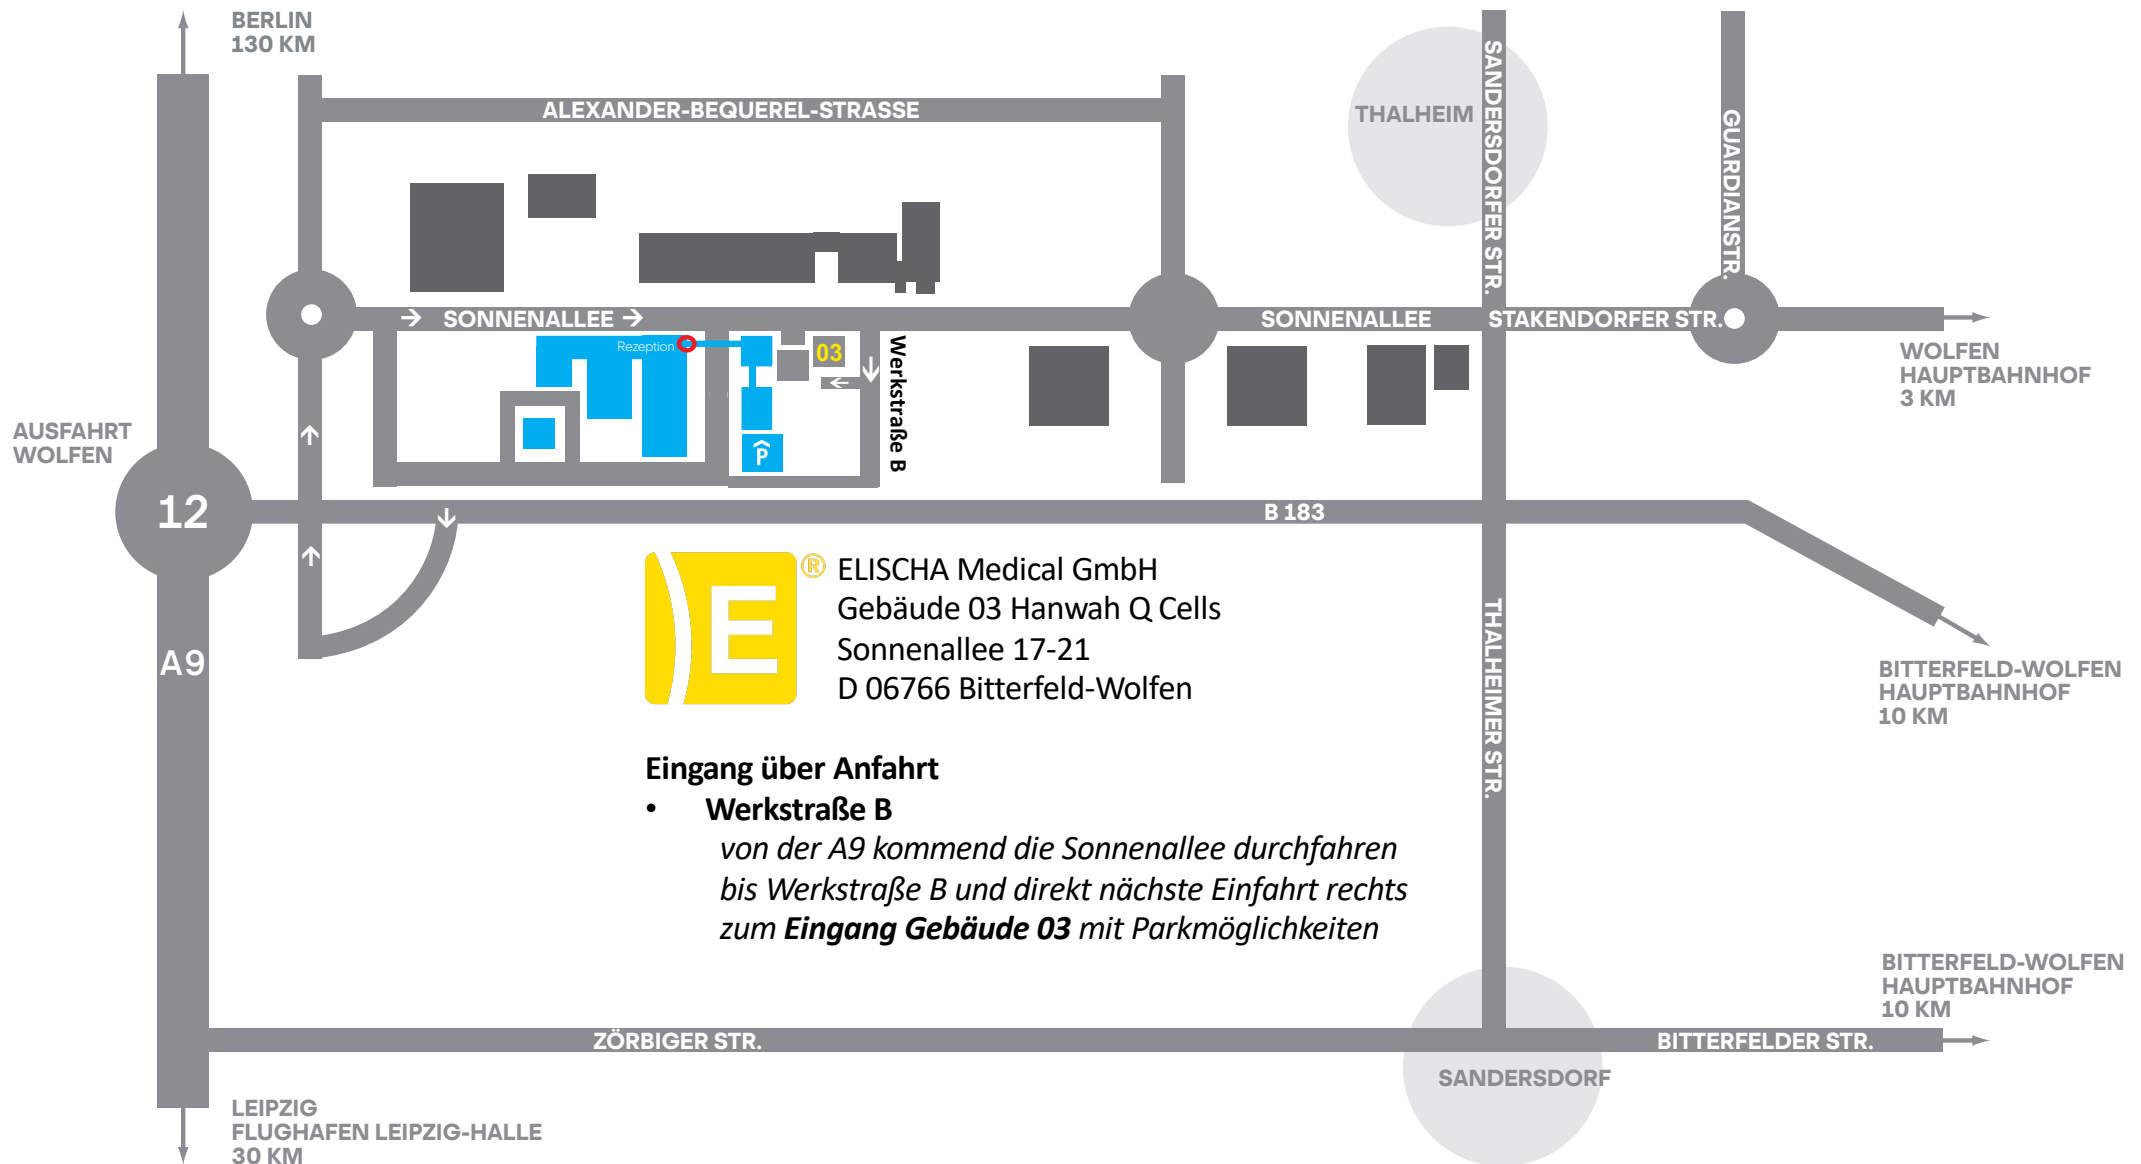 BERLIN
130 KM
ALEXANDER-BEQUEREL-STRASSE
THALHEIM
SANDERSDORFER STR.
GUARDIANSTR.
→ SONNENALLEE →
SONNENALLEE
STAKENDORFER STR.
Rezeption
03
Werkstraße B
P
WOLFEN
HAUPTBAHNHOF
3 KM
AUSFAHRT
WOLFEN
12
B 183
A9
E
® ELISCHA Medical GmbH
Gebäude 03 Hanwah Q Cells
Sonnenallee 17-21
D 06766 Bitterfeld-Wolfen
THALHEIMER STR.
BITTERFELD-WOLFEN
HAUPTBAHNHOF
10 KM
Eingang über Anfahrt
• Werkstraße B
von der A9 kommend die Sonnenallee durchfahren
bis Werkstraße B und direkt nächste Einfahrt rechts
zum Eingang Gebäude 03 mit Parkmöglichkeiten
BITTERFELD-WOLFEN
HAUPTBAHNHOF
10 KM
ZÖRBIGER STR.
BITTERFELDER STR.
SANDERSDORF
LEIPZIG
FLUGHAFEN LEIPZIG-HALLE
30 KM